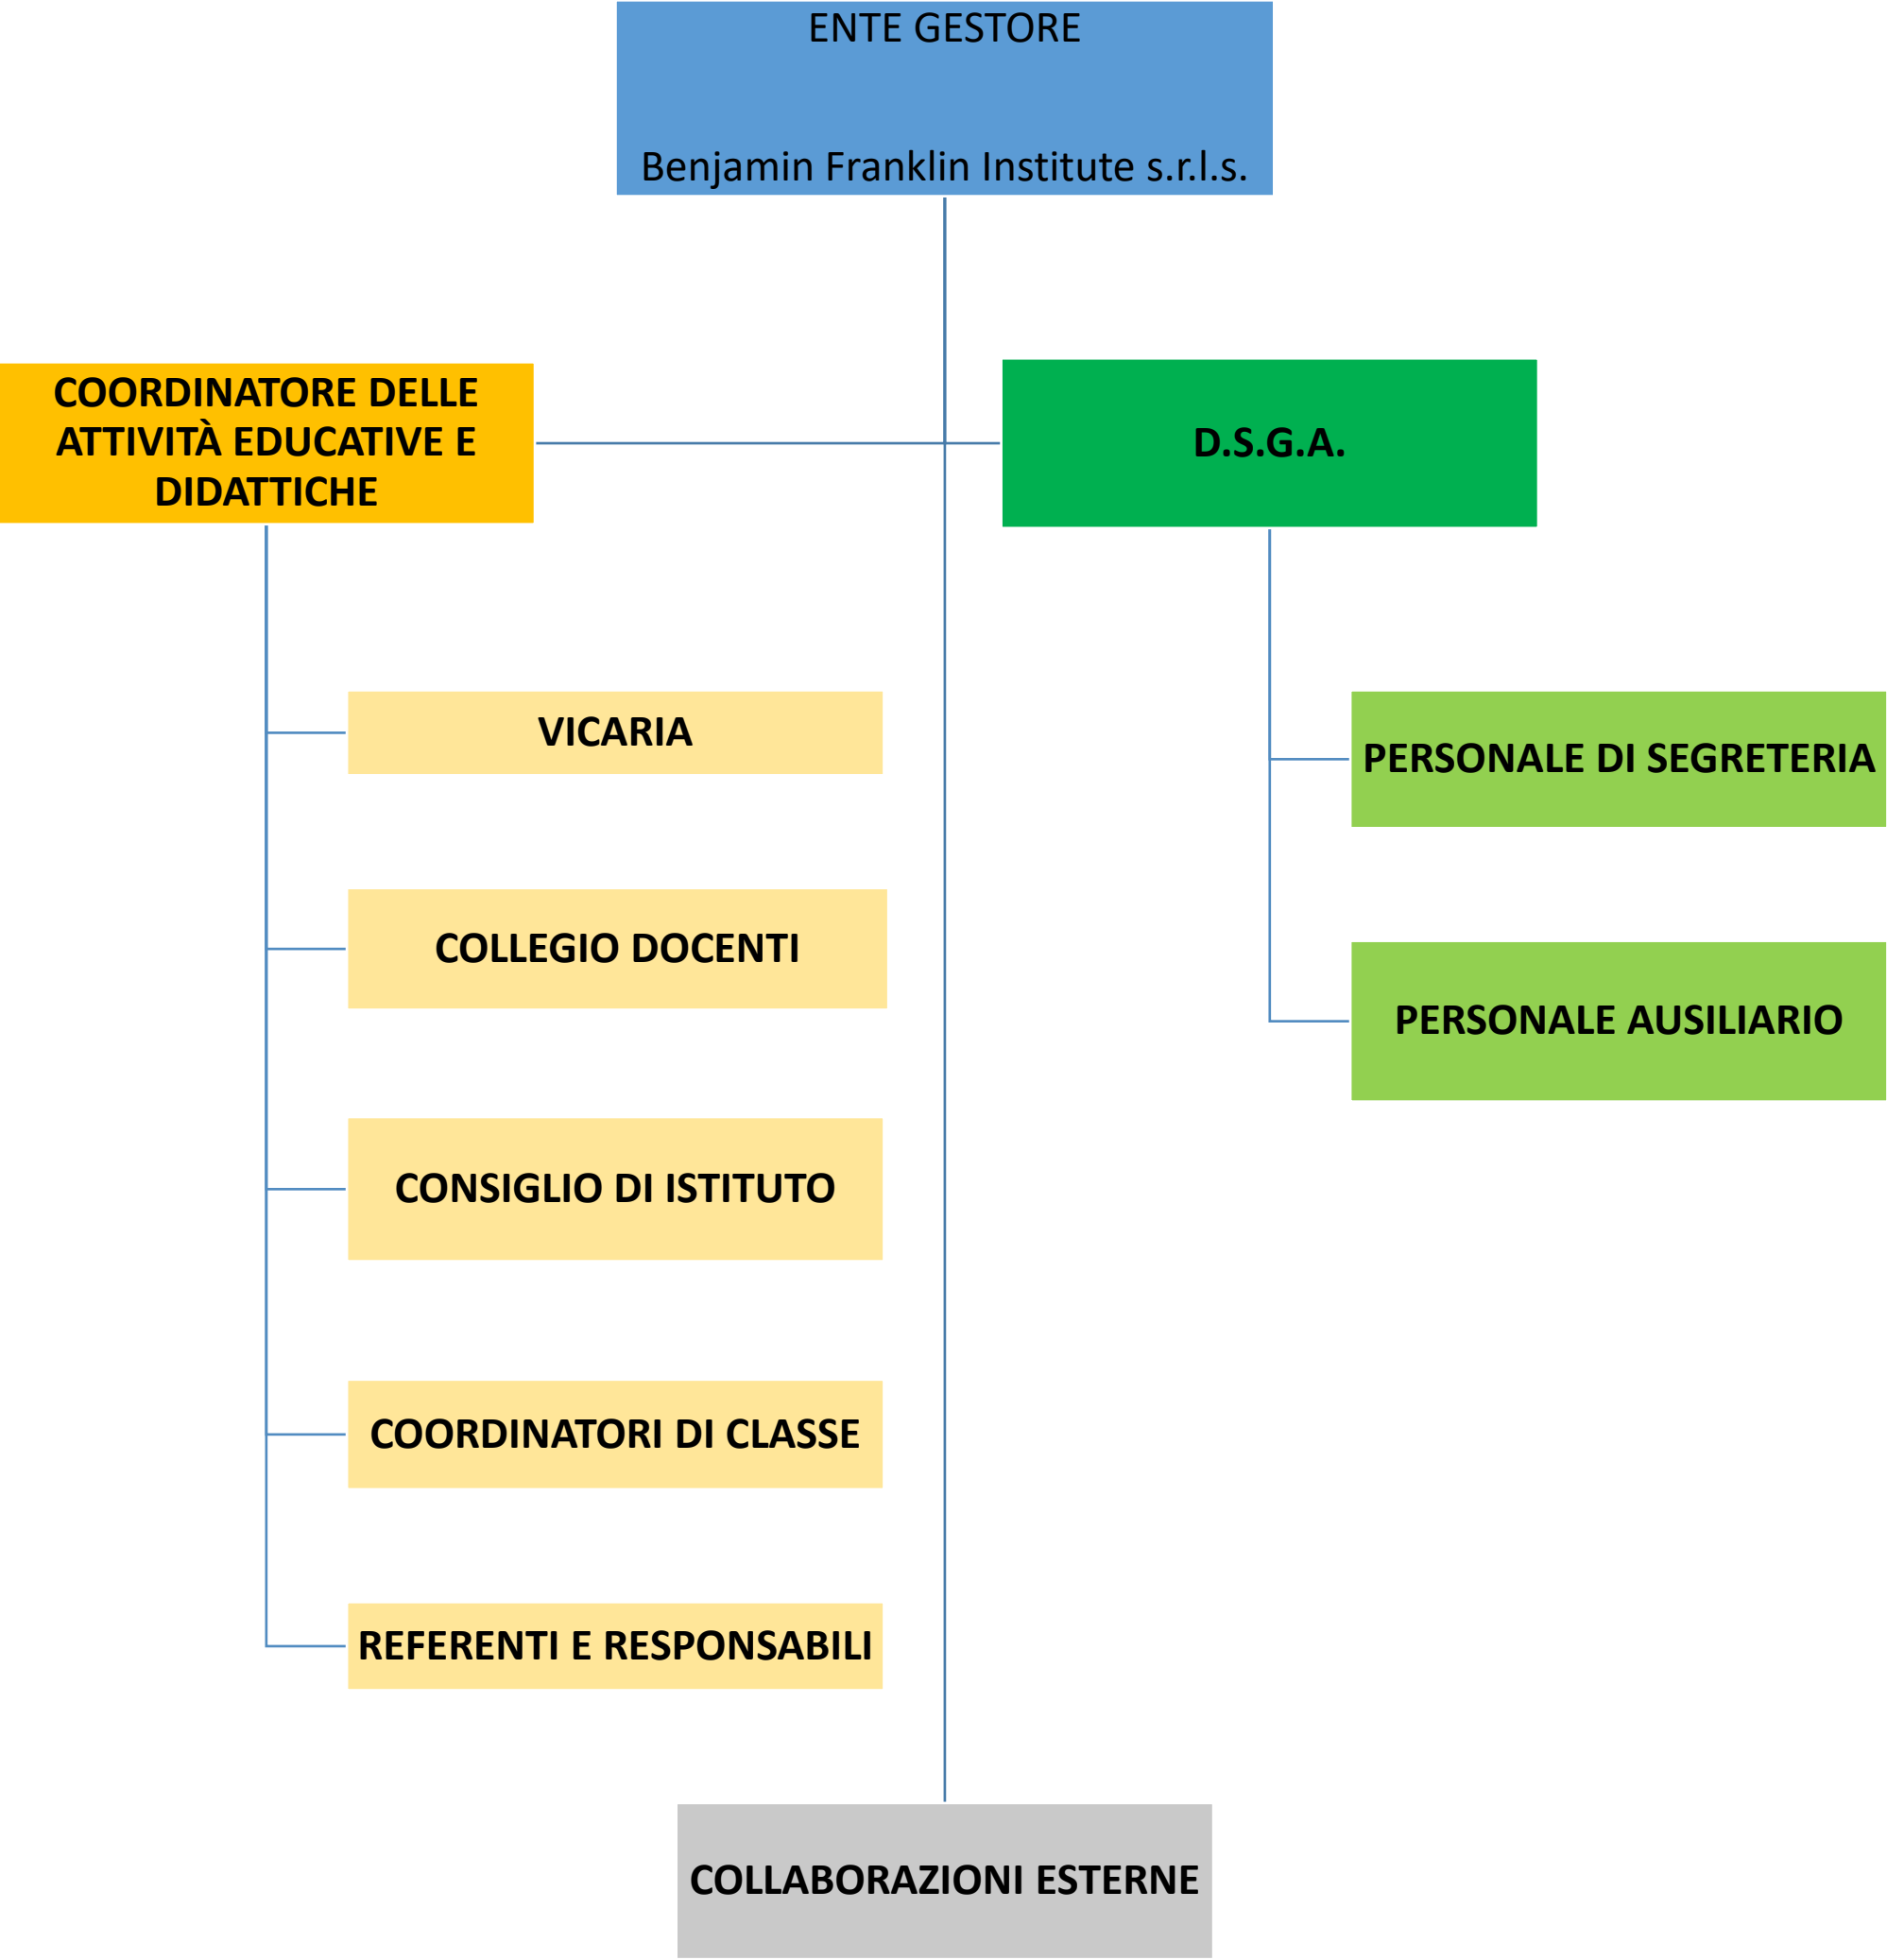 ENTE GESTORE
Benjamin Franklin Institute s.r.l.s.
COORDINATORE DELLE
ATTIVITÀ EDUCATIVE E
DIDATTICHE
D.S.G.A.
VICARIA
COLLEGIO DOCENTI
CONSIGLIO DI ISTITUTO
COORDINATORI DI CLASSE
REFERENTI E RESPONSABILI
PERSONALE DI SEGRETERIA
PERSONALE AUSILIARIO
COLLABORAZIONI ESTERNE